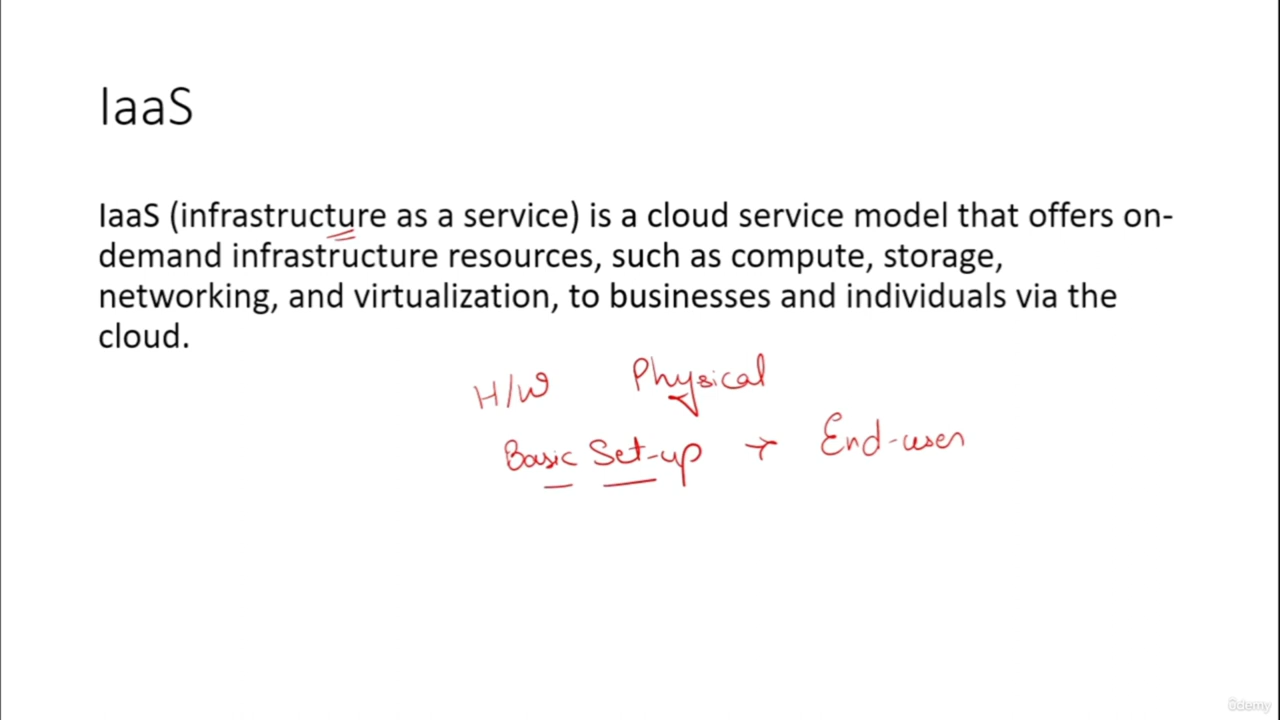 IaaS
IaaS (infrastructure as a service) is a cloud service model that offers on-
demand infrastructure resources, such as compute, storage,
networking, and virtualization, to businesses and individuals via the
cloud.
H/W Physical
Basic Set-up → End-user
ûdemy